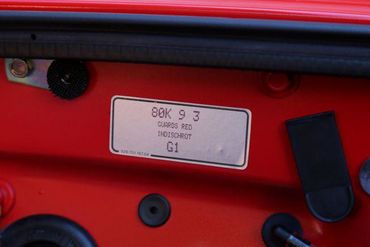 80K 9 3
GUARDS RED
INDISCHROT
G1